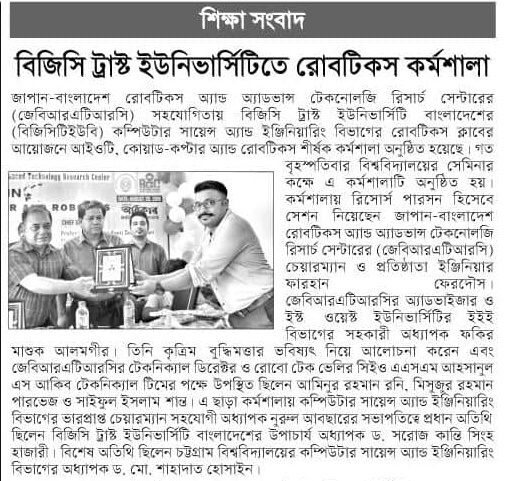 শিক্ষা সংবাদ
বিজিসি ট্রাস্ট ইউনিভার্সিটিতে রোবটিকস কর্মশালা
জাপান-বাংলাদেশ রোবটিকস অ্যান্ড অ্যাডভান্স টেকনোলজি রিসার্চ সেন্টারের
(জেবিআরএটিআরসি) সহযোগিতায় বিজিসি ট্রাস্ট ইউনিভার্সিটি বাংলাদেশের
(বিজিসিটিইউবি) কম্পিউটার সায়েন্স অ্যান্ড ইঞ্জিনিয়ারিং বিভাগের রোবটিকস ক্লাবের
আয়োজনে আইওটি, কোয়াড-কপ্টার অ্যান্ড রোবটিকস শীর্ষক কর্মশালা অনুষ্ঠিত হয়েছে। গত
বৃহস্পতিবার বিশ্ববিদ্যালয়ের সেমিনার
কক্ষে এ কর্মশালাটি অনুষ্ঠিত হয়।
কর্মশালায় রিসোর্স পারসন হিসেবে
সেশন নিয়েছেন জাপান-বাংলাদেশ
রোবটিকস অ্যান্ড অ্যাডভান্স টেকনোলজি
রিসার্চ সেন্টারের (জেবিআরএটিআরসি)
চেয়ারম্যান ও প্রতিষ্ঠাতা ইঞ্জিনিয়ার
ফারহান ফেরদৌস।
জেবিআরএটিআরসির অ্যাডভাইজার ও
ইস্ট ওয়েস্ট ইউনিভার্সিটির ইইই
বিভাগের সহকারী অধ্যাপক ফকির
মাশুক আলমগীর। তিনি কৃত্রিম বুদ্ধিমত্তার ভবিষ্যৎ নিয়ে আলোচনা করেন এবং
জেবিআরএটিআরসির টেকনিক্যাল ডিরেক্টর ও রোবো টেক ভেলির সিইও এএসএম আহসানুল
এস আকিব টেকনিক্যাল টিমের পক্ষে উপস্থিত ছিলেন আমিনুর রহমান রনি, মিসুজুর রহমান
পারভেজ ও সাইফুল ইসলাম শান্ত। এ ছাড়া কর্মশালায় কম্পিউটার সায়েন্স অ্যান্ড ইঞ্জিনিয়ারিং
বিভাগের ভারপ্রাপ্ত চেয়ারম্যান সহযোগী অধ্যাপক নুরুল আবছারের সভাপতিত্বে প্রধান অতিথি
ছিলেন বিজিসি ট্রাস্ট ইউনিভার্সিটি বাংলাদেশের উপাচার্য অধ্যাপক ড. সরোজ কান্তি সিংহ
হাজারী। বিশেষ অতিথি ছিলেন চট্টগ্রাম বিশ্ববিদ্যালয়ের কম্পিউটার সায়েন্স অ্যান্ড ইঞ্জিনিয়ারিং
বিভাগের অধ্যাপক ড. মো. শাহাদাত হোসাইন।
Technology Research Center